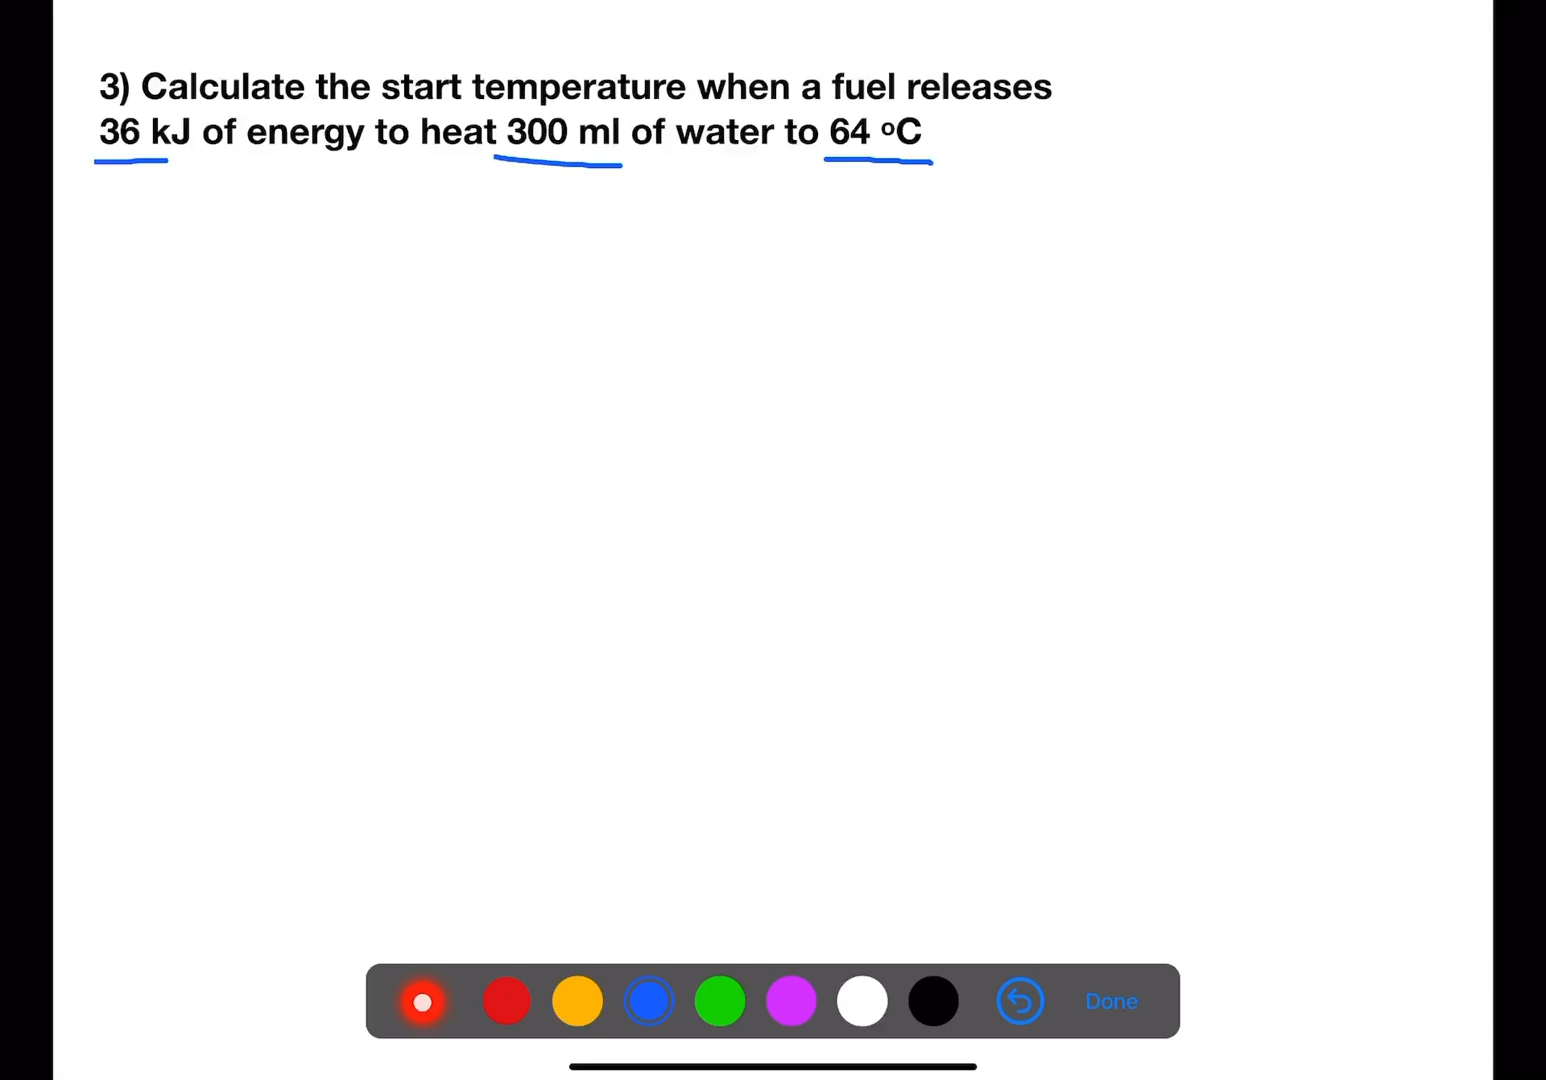 3) Calculate the start temperature when a fuel releases
36 kJ of energy to heat 300 ml of water to 64 ºC
Done